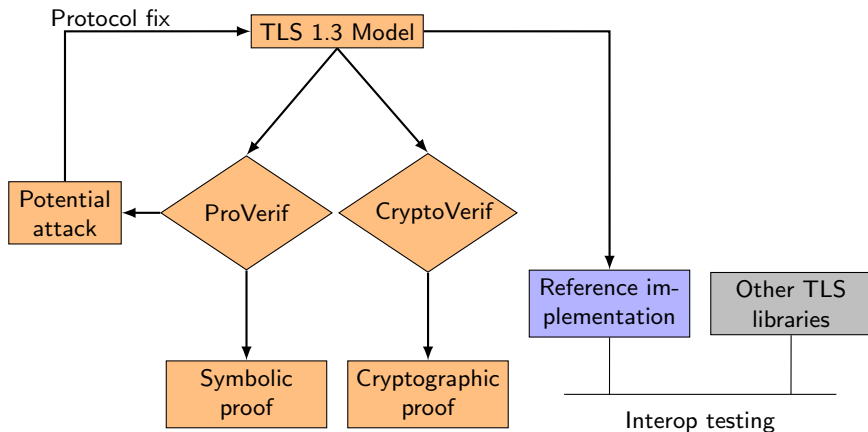 Protocol fix
TLS 1.3 Model
Potential
attack
ProVerif
CryptoVerif
Reference im-
plementation
Other TLS
libraries
Symbolic
proof
Cryptographic
proof
Interop testing